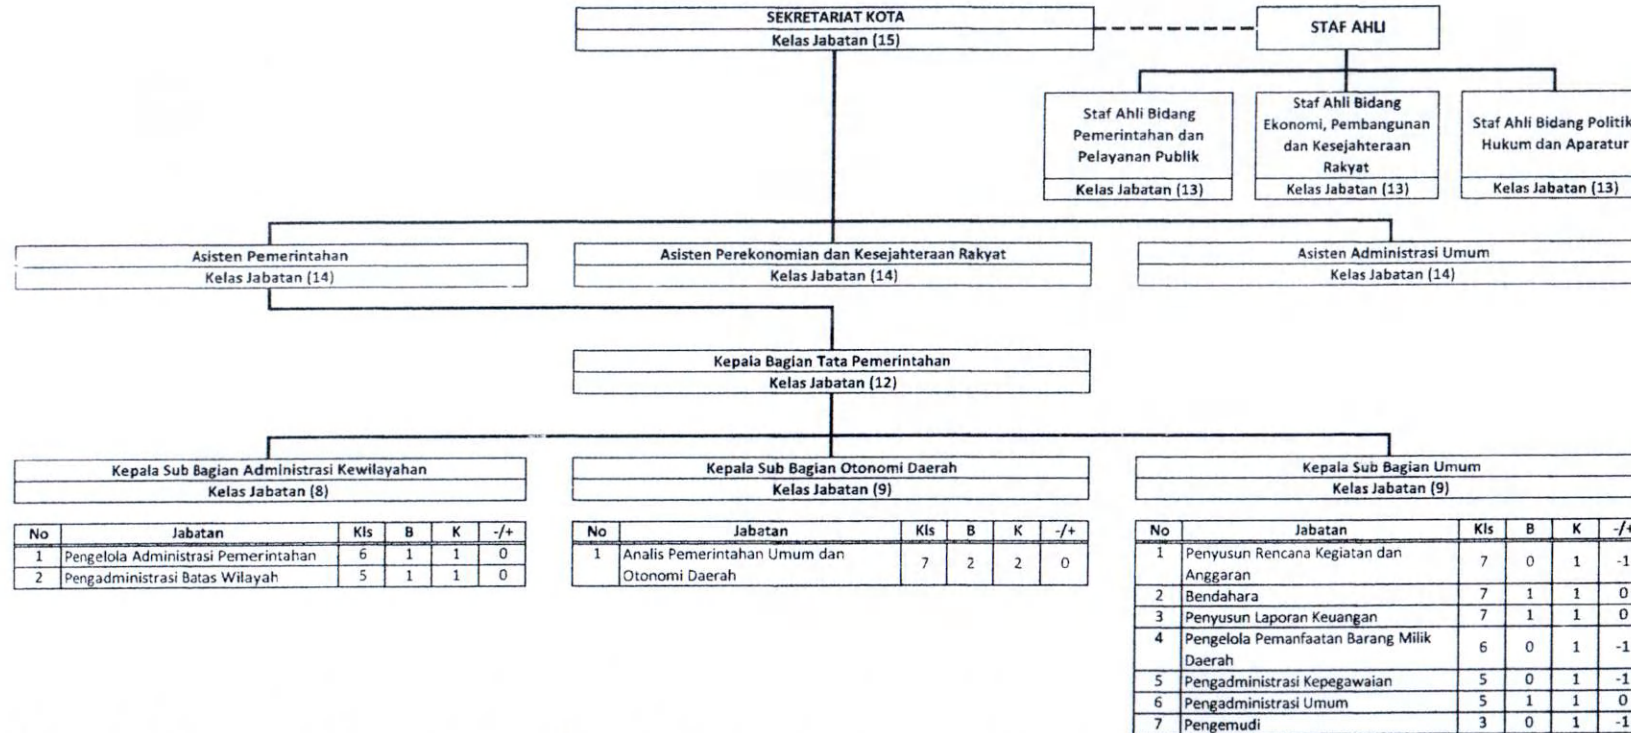 SEKRETARIAT KOTA
Kelas Jabatan (15)
STAF AHLI
Staf Ahli Bidang
Pemerintahan dan
Pelayanan Publik
Kelas Jabatan (13)
Staf Ahli Bidang
Ekonomi, Pembangunan
dan Kesejahteraan
Rakyat
Kelas Jabatan (13)
Staf Ahli Bidang Politik
Hukum dan Aparatur
Kelas Jabatan (13)
Asisten Pemerintahan
Kelas Jabatan (14)
Asisten Perekonomian dan Kesejahteraan Rakyat
Kelas Jabatan (14)
Asisten Administrasi Umum
Kelas Jabatan (14)
Kepala Bagian Tata Pemerintahan
Kelas Jabatan (12)
Kepala Sub Bagian Administrasi Kewilayahan
Kelas Jabatan (8)
No Jabatan Kls B K -/+
1 Pengelola Administrasi Pemerintahan 6 1 1 0
2 Pengadministrasi Batas Wilayah 5 1 1 0
Kepala Sub Bagian Otonomi Daerah
Kelas Jabatan (9)
No Jabatan Kls B K -/+
1 Analis Pemerintahan Umum dan
Otonomi Daerah 7 2 2 0
Kepala Sub Bagian Umum
Kelas Jabatan (9)
No Jabatan Kls B K -/+
1 Penyusun Rencana Kegiatan dan
Anggaran 7 0 1 -1
2 Bendahara 7 1 1 0
3 Penyusun Laporan Keuangan 7 1 1 0
4 Pengelola Pemanfaatan Barang Milik
Daerah 6 0 1 -1
5 Pengadministrasi Kepegawaian 5 0 1 -1
6 Pengadministrasi Umum 5 1 1 0
7 Pengemudi 3 0 1 -1